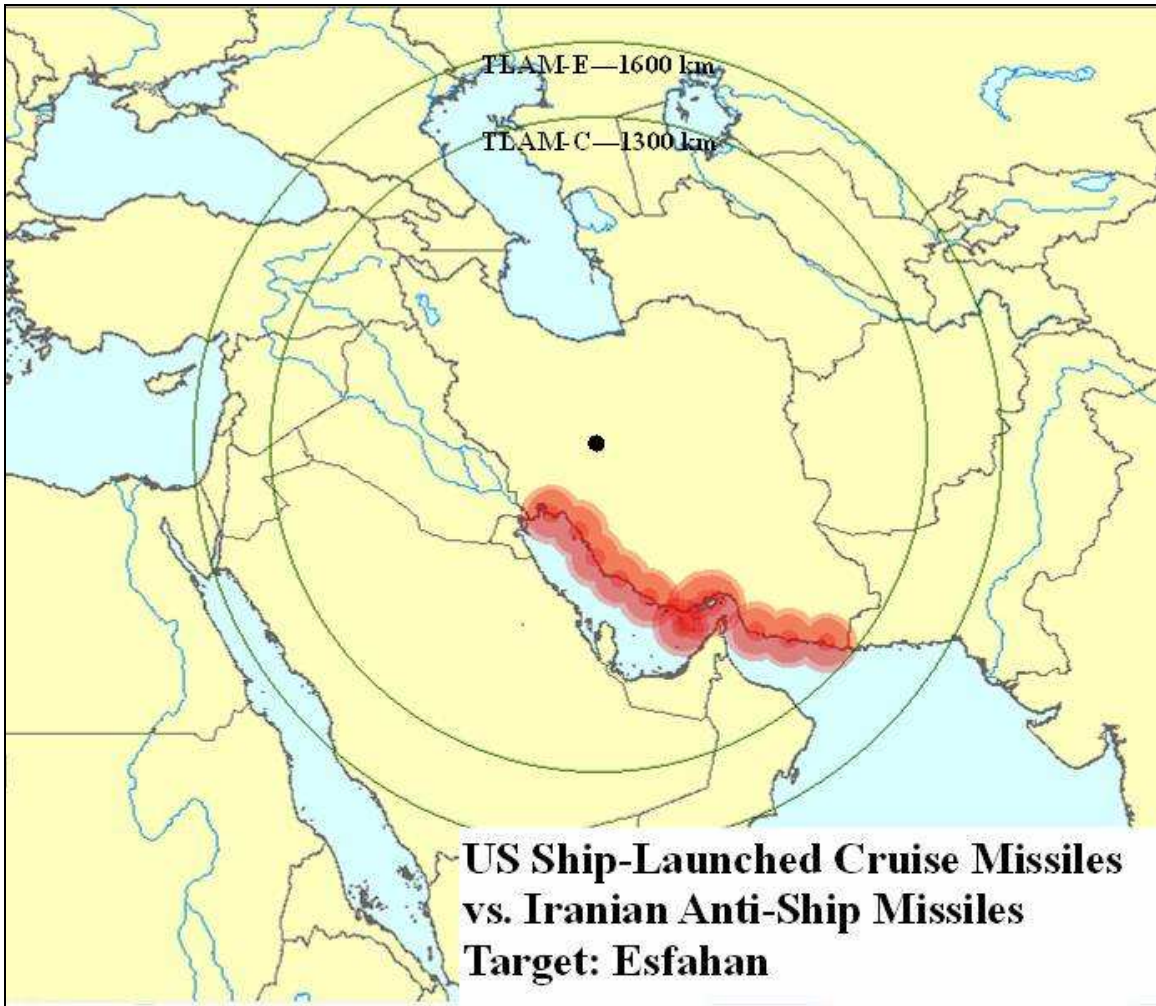 TLAM-E—1600 km
TLAM-C—1300 km
US Ship-Launched Cruise Missiles
vs. Iranian Anti-Ship Missiles
Target: Esfahan